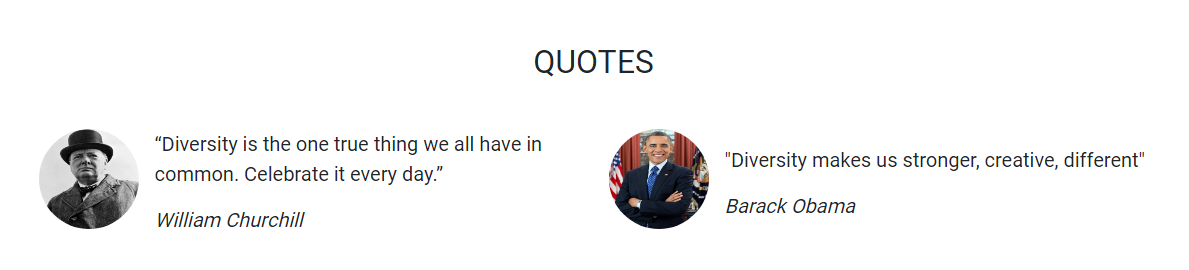 QUOTES
“Diversity is the one true thing we all have in
common. Celebrate it every day.”
William Churchill
"Diversity makes us stronger, creative, different"
Barack Obama